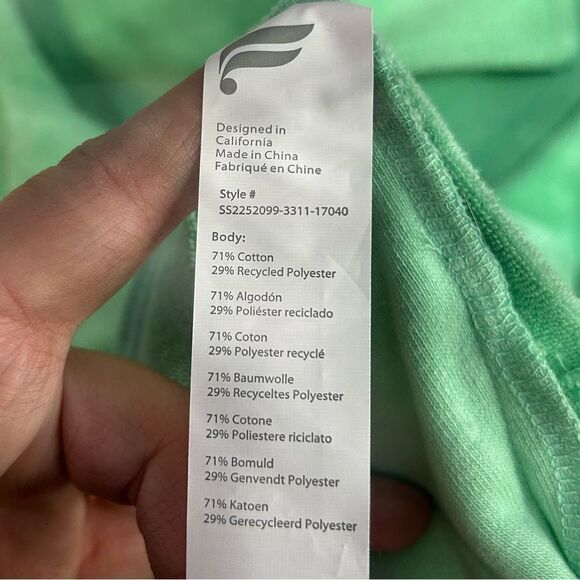 Designed in
California
Made in China
Fabriqué en Chine
Style #
SS2252099-3311-17040
Body:
71% Cotton
29% Recycled Polyester
71% Algodón
29% Poliéster reciclado
71% Coton
29% Polyester recyclé
71% Baumwolle
29% Recyceltes Polyester
71% Cotone
29% Poliestere riciclato
71% Bomuld
29% Genvendt Polyester
71% Katoen
29% Gerecycleerd Polyester